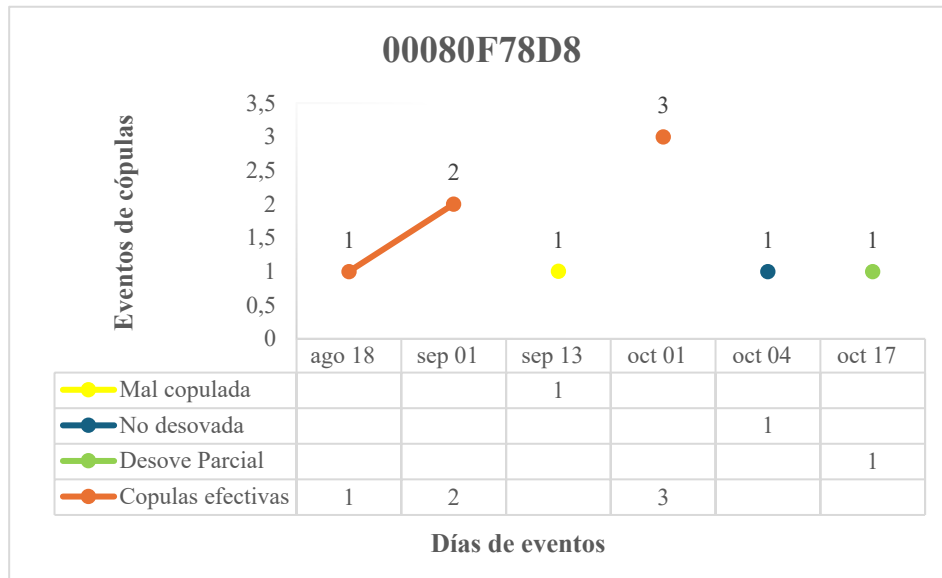 00080F78D8
Eventos de cópulas
3,5
3
2,5
2
1,5
1
0,5
0
1
2
1
3
1
1
ago 18 sep 01 sep 13 oct 01 oct 04 oct 17
Mal copulada 1
No desovada 1
Desove Parcial 1
Copulas efectivas 1 2 3
Días de eventos